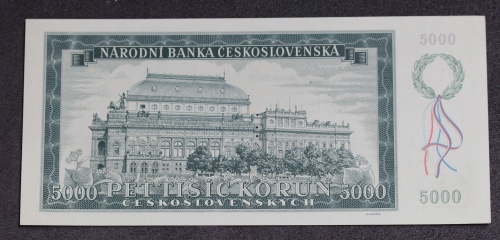 NÁRODNÍ BANKA ČESKOSLOVENSKÁ 5000
5000 PĚT TISÍC KORUN 5000 5000
ČESKOSLOVENSKÝCH